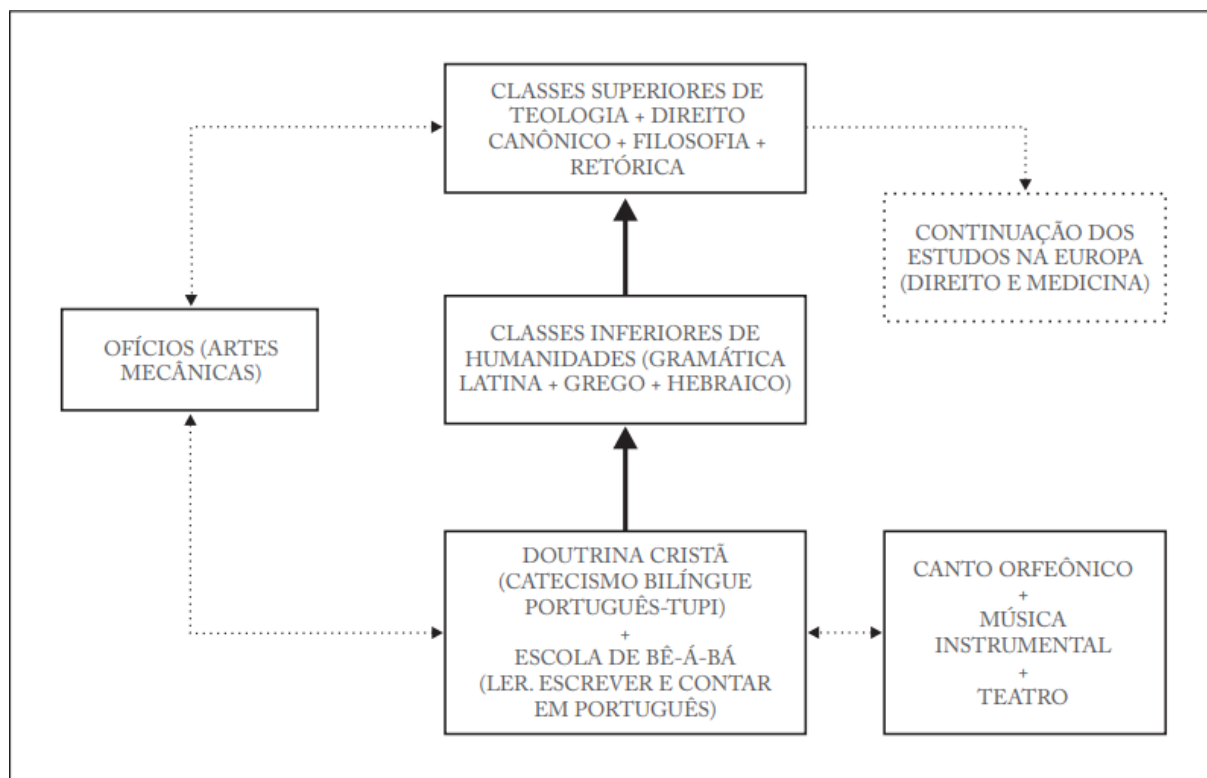 CLASSES SUPERIORES DE
TEOLOGIA + DIREITO
CANÔNICO + FILOSOFIA +
RETÓRICA
CONTINUAÇÃO DOS
ESTUDOS NA EUROPA
(DIREITO E MEDICINA)
OFÍCIOS (ARTES
MECÂNICAS)
CLASSES INFERIORES DE
HUMANIDADES (GRAMÁTICA
LATINA + GREGO + HEBRAICO)
DOUTRINA CRISTÃ
(CATECISMO BILÍNGUE
PORTUGUÊS-TUPI)
+
ESCOLA DE BÊ-Á-BÁ
(LER. ESCREVER E CONTAR
EM PORTUGUÊS)
CANTO ORFEÔNICO
+
MÚSICA
INSTRUMENTAL
+
TEATRO